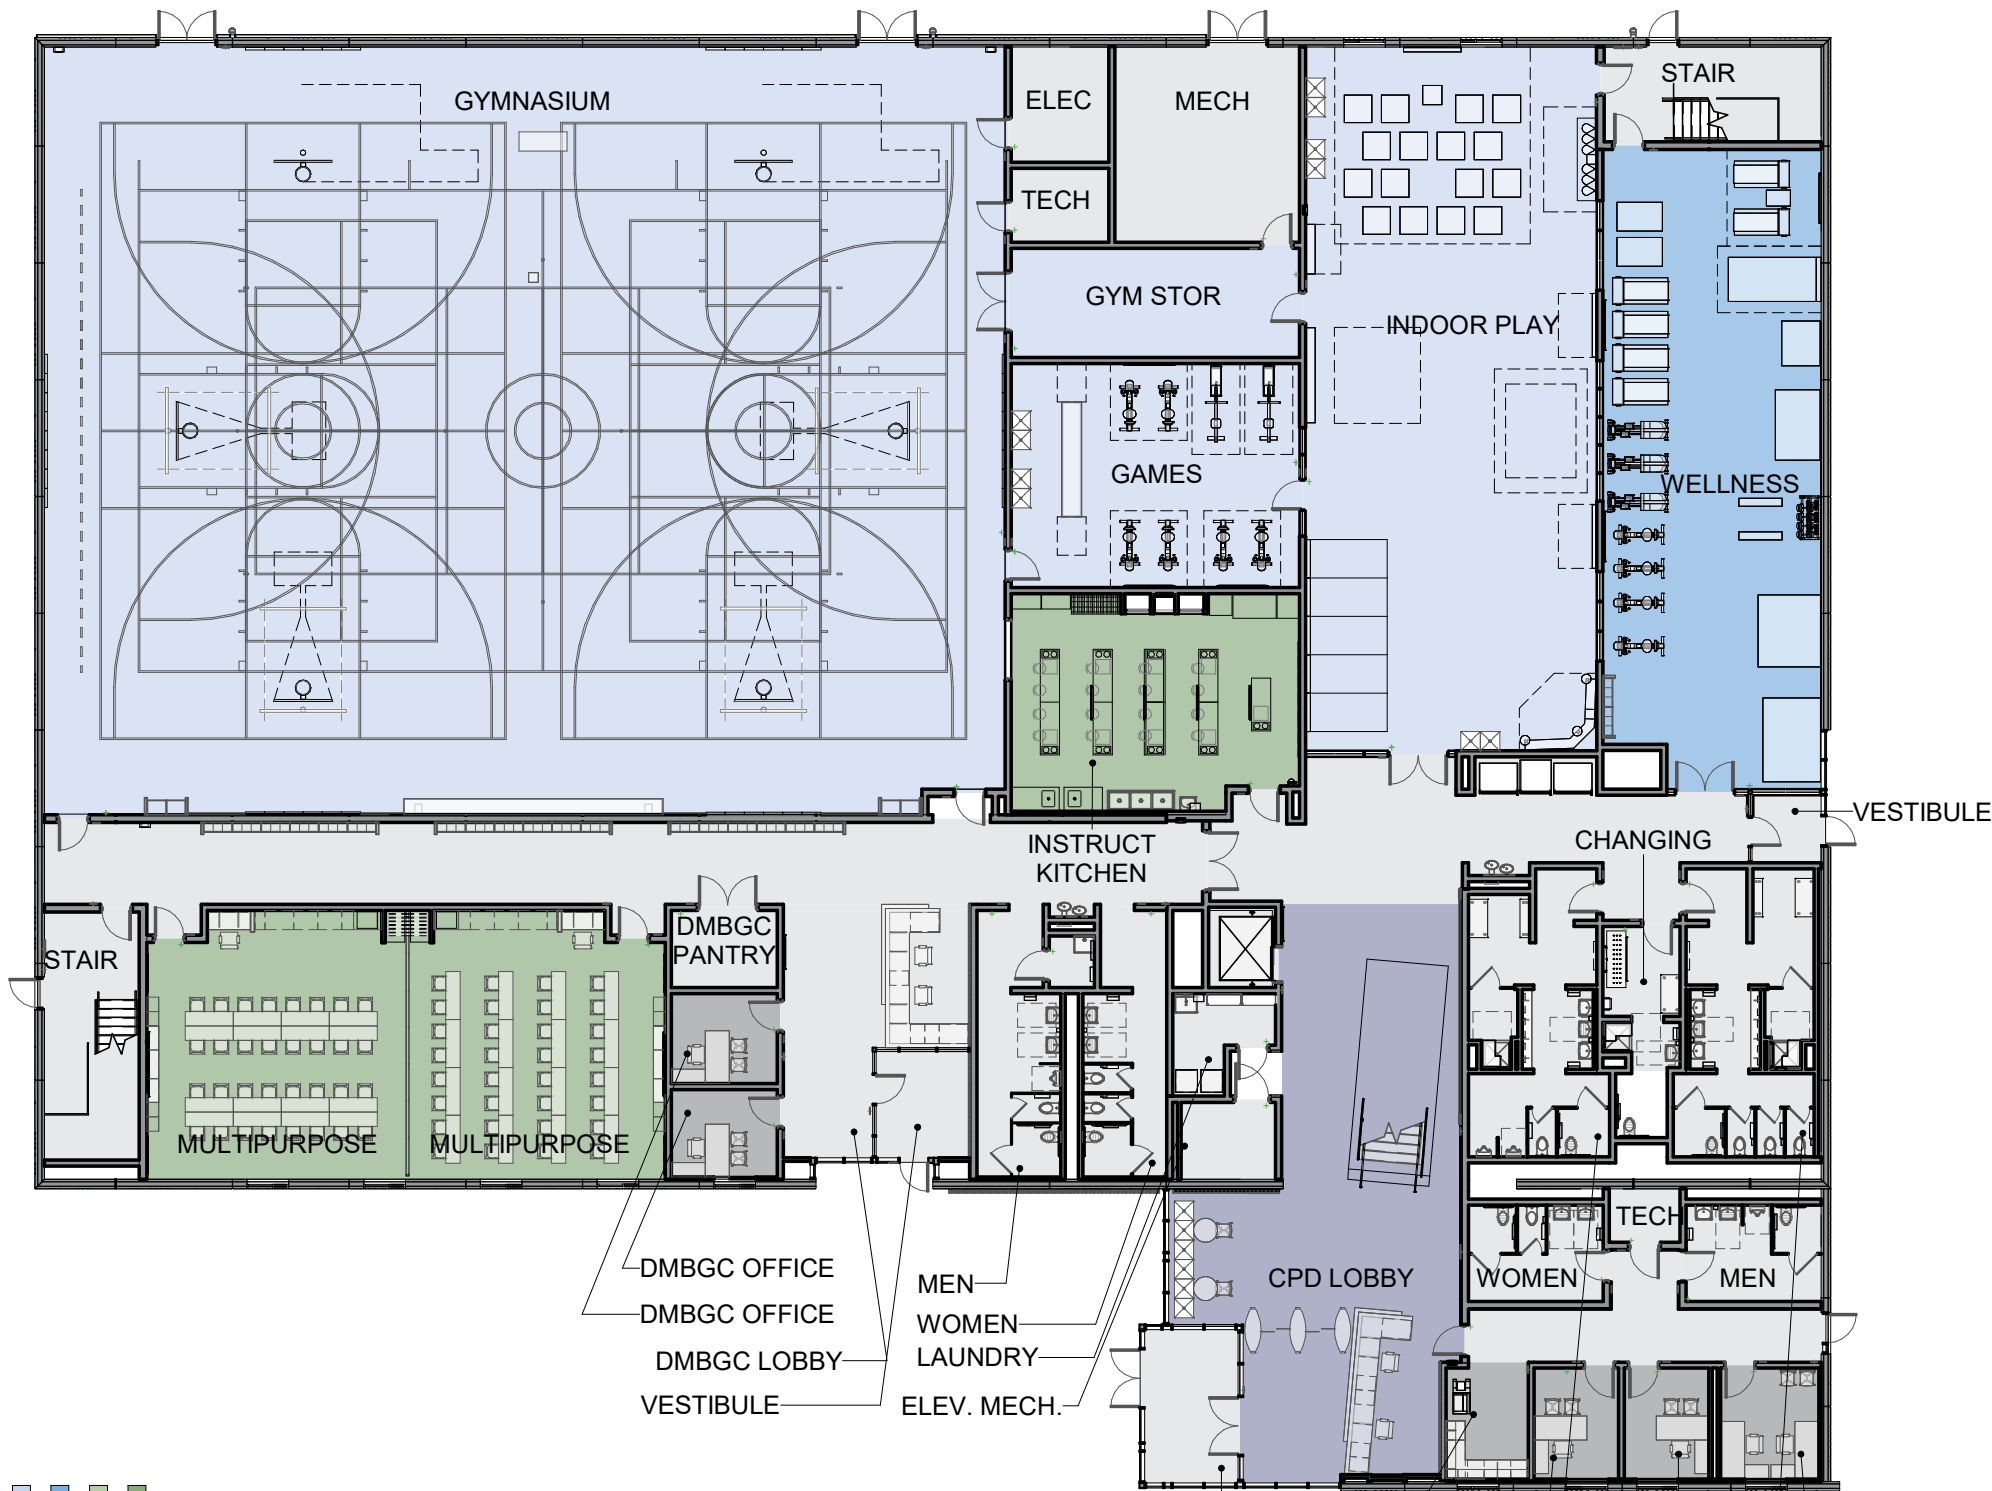 GYMNASIUM
ELEC
MECH
STAIR
TECH
GYM STOR
INDOOR PLAY
GAMES
WELLNESS
VESTIBULE
CHANGING
INSTRUCT
KITCHEN
DMBGC
PANTRY
STAIR
MULTIPURPOSE
MULTIPURPOSE
TECH
DMBGC OFFICE
MEN
CPD LOBBY
WOMEN
MEN
DMBGC OFFICE
WOMEN
DMBGC LOBBY
LAUNDRY
VESTIBULE
ELEV. MECH.